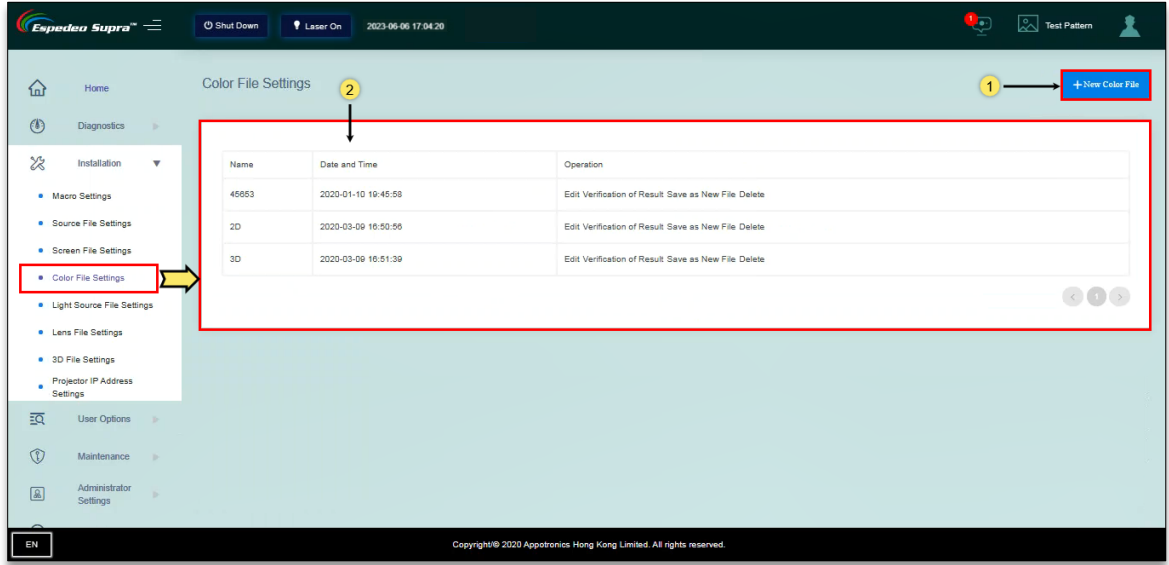 Espedeo Supra™
Shut Down
Laser On
2023-06-06 17:04:20
1
Test Pattern
Home
Diagnostics
Installation
Macro Settings
Source File Settings
Screen File Settings
Color File Settings
Light Source File Settings
Lens File Settings
3D File Settings
Projector IP Address
Settings
User Options
Maintenance
Administrator
Settings
Color File Settings
2
1
+New Color File
Name Date and Time Operation
45653 2020-01-10 19:45:58 Edit Verification of Result Save as New File Delete
2D 2020-03-09 16:50:56 Edit Verification of Result Save as New File Delete
3D 2020-03-09 16:51:39 Edit Verification of Result Save as New File Delete
< 1 >
EN
Copyright/© 2020 Appotronics Hong Kong Limited. All rights reserved.